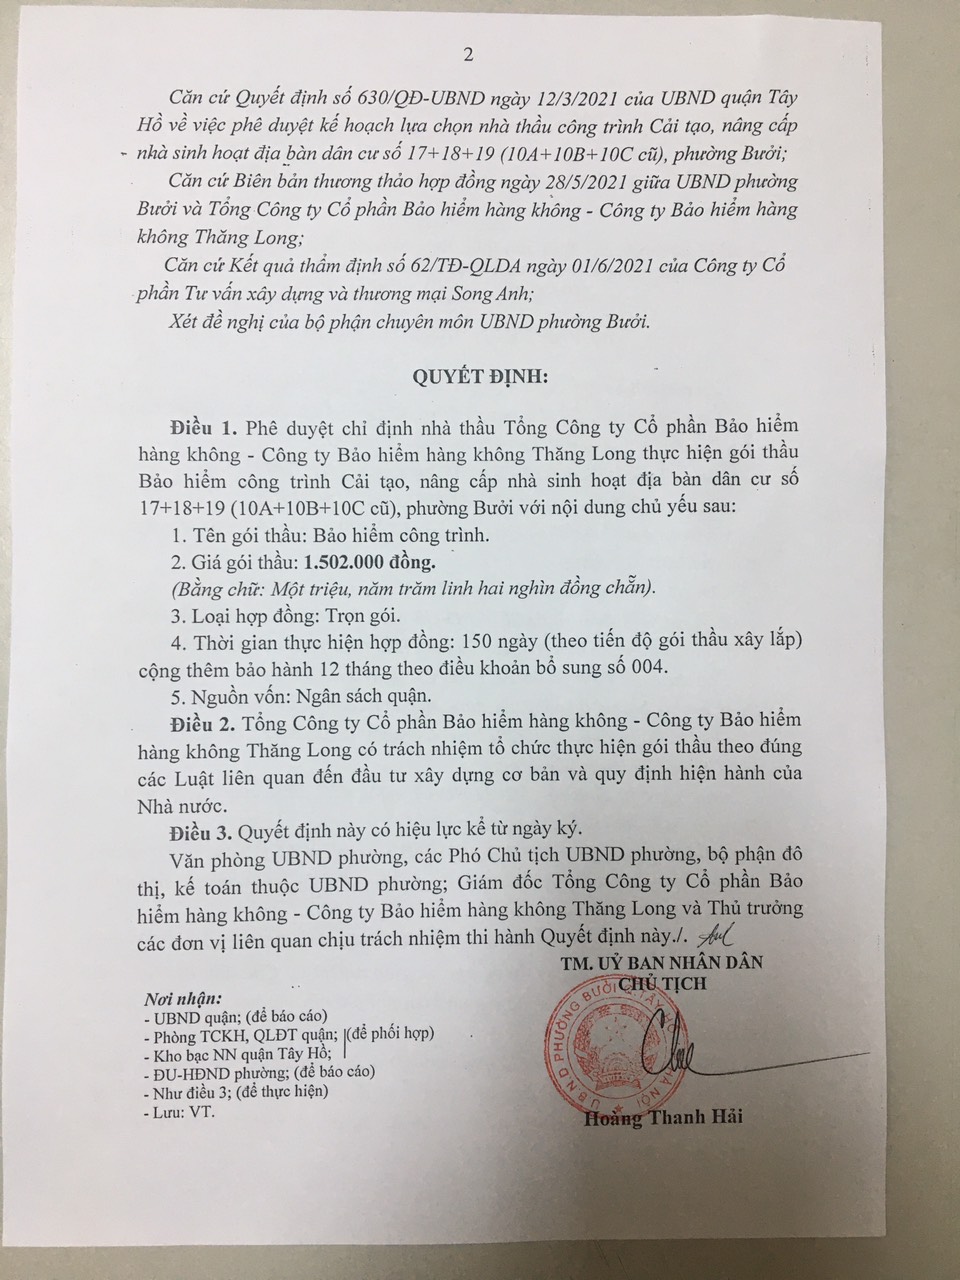 2
Căn cứ Quyết định số 630/QĐ-UBND ngày 12/3/2021 của UBND quận Tây
Hồ về việc phê duyệt kế hoạch lựa chọn nhà thầu công trình Cải tạo, nâng cấp
nhà sinh hoạt địa bàn dân cư số 17+18+19 (10A+10B+10C cũ), phường Bưởi;
Căn cứ Biên bản thương thảo hợp đồng ngày 28/5/2021 giữa UBND phường
Bưởi và Tổng Công ty Cổ phần Bảo hiểm hàng không - Công ty Bảo hiểm hàng
không Thăng Long;
Căn cứ Kết quả thẩm định số 62/TĐ-QLDA ngày 01/6/2021 của Công ty Cổ
phần Tư vấn xây dựng và thương mại Song Anh;
Xét đề nghị của bộ phận chuyên môn UBND phường Bưởi.
QUYẾT ĐỊNH:
Điều 1. Phê duyệt chỉ định nhà thầu Tổng Công ty Cổ phần Bảo hiểm
hàng không - Công ty Bảo hiểm hàng không Thăng Long thực hiện gói thầu
Bảo hiểm công trình Cải tạo, nâng cấp nhà sinh hoạt địa bàn dân cư số
17+18+19 (10A+10B+10C cũ), phường Bưởi với nội dung chủ yếu sau:
1. Tên gói thầu: Bảo hiểm công trình.
2. Giá gói thầu: 1.502.000 đồng.
(Bằng chữ: Một triệu, năm trăm linh hai nghìn đồng chẵn).
3. Loại hợp đồng: Trọn gói.
4. Thời gian thực hiện hợp đồng: 150 ngày (theo tiến độ gói thầu xây lắp)
cộng thêm bảo hành 12 tháng theo điều khoản bổ sung số 004.
5. Nguồn vốn: Ngân sách quận.
Điều 2. Tổng Công ty Cổ phần Bảo hiểm hàng không - Công ty Bảo hiểm
hàng không Thăng Long có trách nhiệm tổ chức thực hiện gói thầu theo đúng
các Luật liên quan đến đầu tư xây dựng cơ bản và quy định hiện hành của
Nhà nước.
Điều 3. Quyết định này có hiệu lực kể từ ngày ký.
Văn phòng UBND phường, các Phó Chủ tịch UBND phường, bộ phận đô
thị, kế toán thuộc UBND phường; Giám đốc Tổng Công ty Cổ phần Bảo
hiểm hàng không - Công ty Bảo hiểm hàng không Thăng Long và Thủ trưởng
các đơn vị liên quan chịu trách nhiệm thi hành Quyết định này./.
TM. UỶ BAN NHÂN DÂN
CHỦ TỊCH
Nơi nhận:
- UBND quận; (để báo cáo)
- Phòng TCKH, QLĐT quận; (để phối hợp)
- Kho bạc NN quận Tây Hồ;
- ĐU-HĐND phường; (để báo cáo)
- Như điều 3; (để thực hiện)
- Lưu: VT.
U.B.N.D PHƯỜNG BƯỞI Q.TÂY HÀ NỘI
Hoàng Thanh Hải